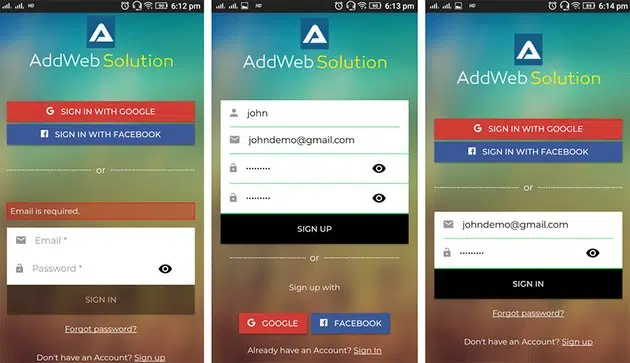 HD
6:12 pm
AddWeb Solution
SIGN IN WITH GOOGLE
SIGN IN WITH FACEBOOK
or
Email is required.
Email *
Password *
SIGN IN
Forgot password?
Don't have an Account? Sign up
6:13 pm
AddWeb Solution
john
johndemo@gmail.com
•••••••••
•••••••••
SIGN UP
or
Sign up with
GOOGLE
FACEBOOK
Already have an Account? Sign In
HD
6:14 pm
AddWeb Solution
SIGN IN WITH GOOGLE
SIGN IN WITH FACEBOOK
or
johndemo@gmail.com
•••••••••
SIGN IN
Forgot password?
Don't have an Account? Sign up